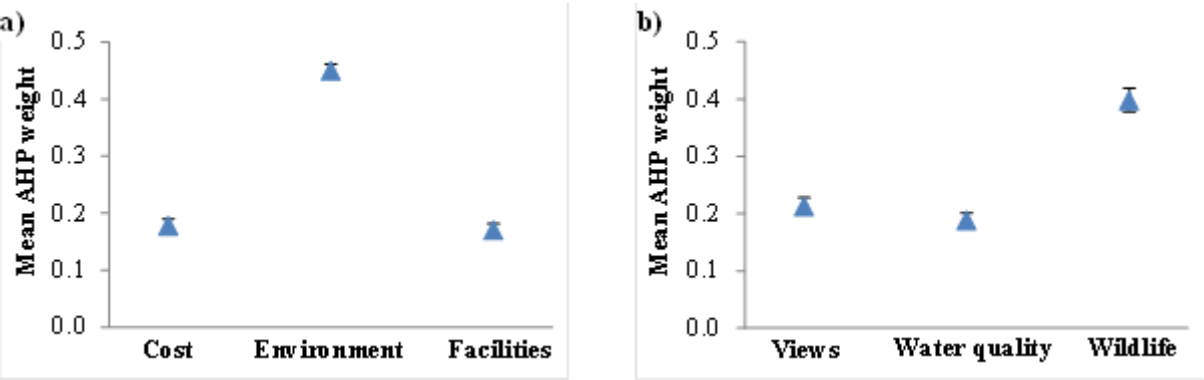 a)
Mean AHP weight
0.5
0.4
0.3
0.2
0.1
0.0
Cost Environment Facilities
b)
Mean AHP weight
0.5
0.4
0.3
0.2
0.1
0.0
Views Water quality Wildlife